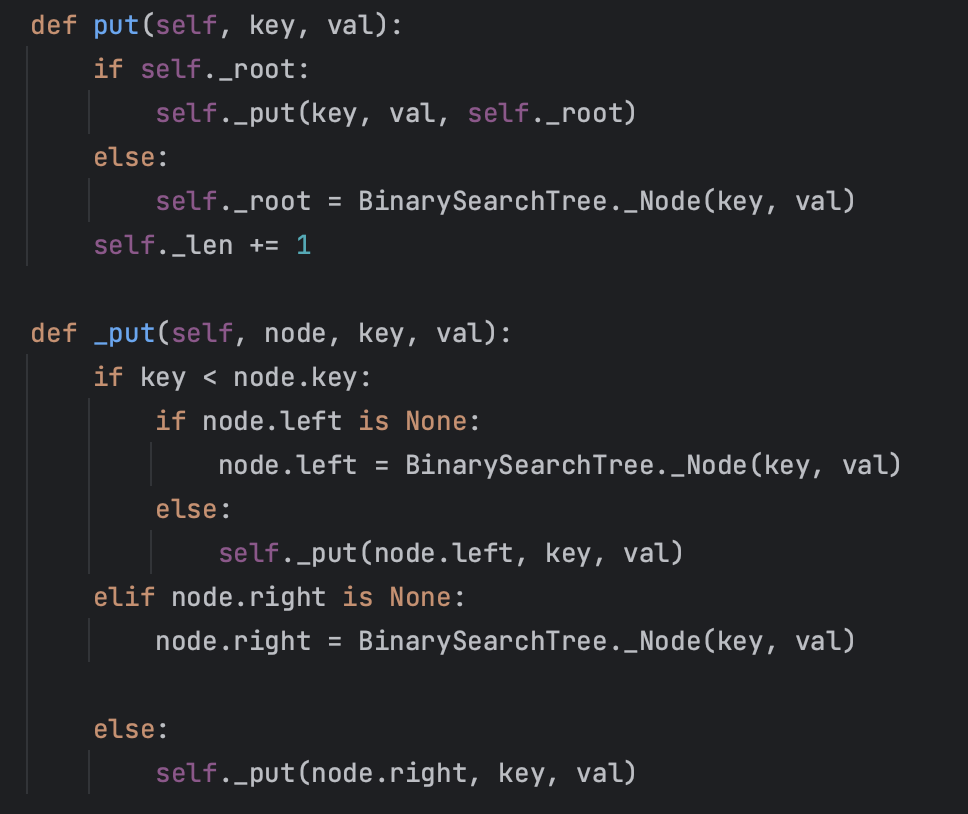 def put(self, key, val):
    if self._root:
        self._put(key, val, self._root)
    else:
        self._root = BinarySearchTree._Node(key, val)
    self._len += 1

def _put(self, node, key, val):
    if key < node.key:
        if node.left is None:
            node.left = BinarySearchTree._Node(key, val)
        else:
            self._put(node.left, key, val)
    elif node.right is None:
        node.right = BinarySearchTree._Node(key, val)

    else:
        self._put(node.right, key, val)